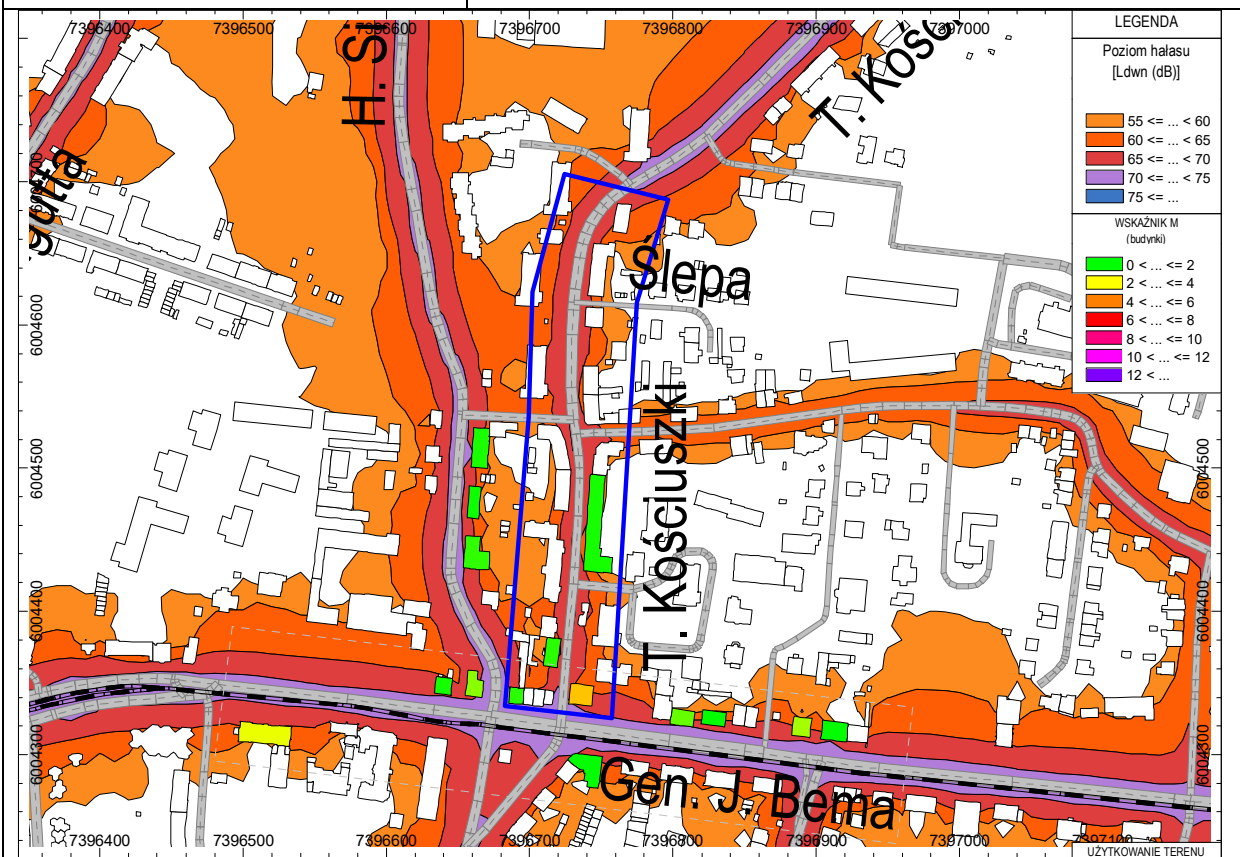 7396400 7396500 7396600 7396700 7396800 7396900 7397000
LEGENDA
Poziom hałasu
[Ldwn (dB)]
55 <= ... < 60
60 <= ... < 65
65 <= ... < 70
70 <= ... < 75
75 <= ...
WSKAŹNIK M
(budynki)
0 < ... <= 2
2 < ... <= 4
4 < ... <= 6
6 < ... <= 8
8 < ... <= 10
10 < ... <= 12
12 < ...
H. Si
T. Kośc
gutta
Ślepa
T. Kościuszki
Gen. J. Bema
6004600
6004500
6004400
6004300
6004500
6004400
6004300
7396400 7396500 7396600 7396700 7396800 7396900 7397000 7397100
UŻYTKOWANIE TERENU